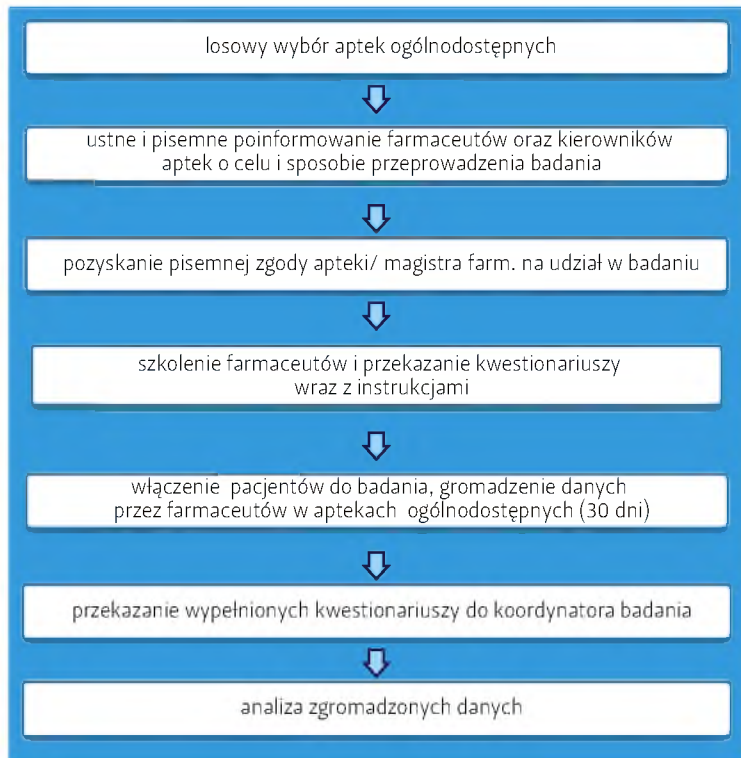 losowy wybór aptek ogólnodostępnych
ustne i pisemne poinformowanie farmaceutów oraz kierowników
aptek o celu i sposobie przeprowadzenia badania
pozyskanie pisemnej zgody apteki/ magistra farm. na udział w badaniu
szkolenie farmaceutów i przekazanie kwestionariuszy
wraz z instrukcjami
włączenie pacjentów do badania, gromadzenie danych
przez farmaceutów w aptekach ogólnodostępnych (30 dni)
przekazanie wypełnionych kwestionariuszy do koordynatora badania
analiza zgromadzonych danych